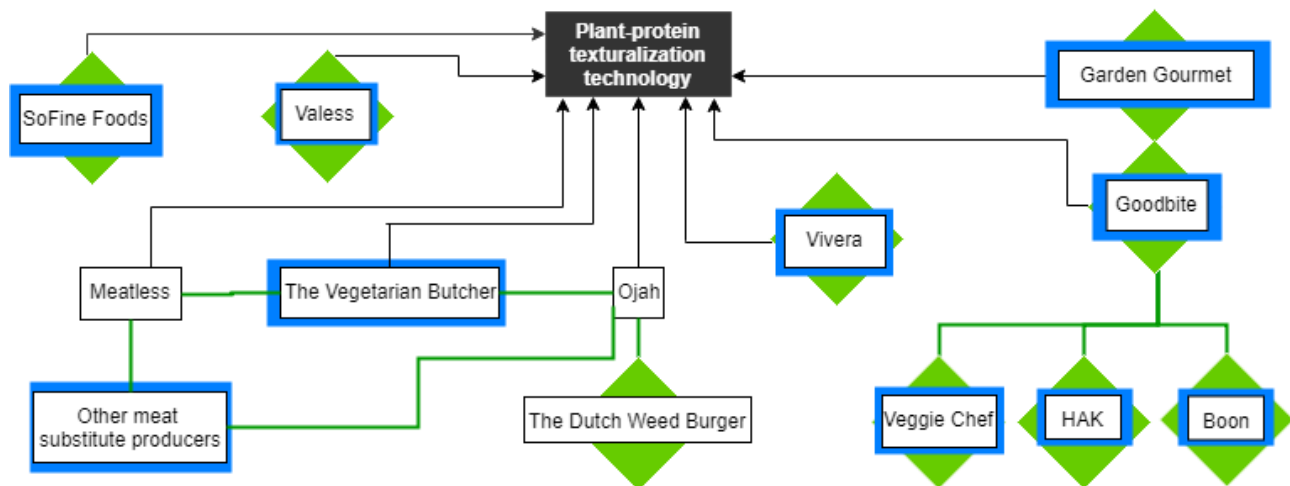 Plant-protein
texturalization
technology
Garden Gourmet
SoFine Foods
Valess
Goodbite
Vivera
Meatless
The Vegetarian Butcher
Ojah
Other meat
substitute producers
The Dutch Weed Burger
Veggie Chef
HAK
Boon